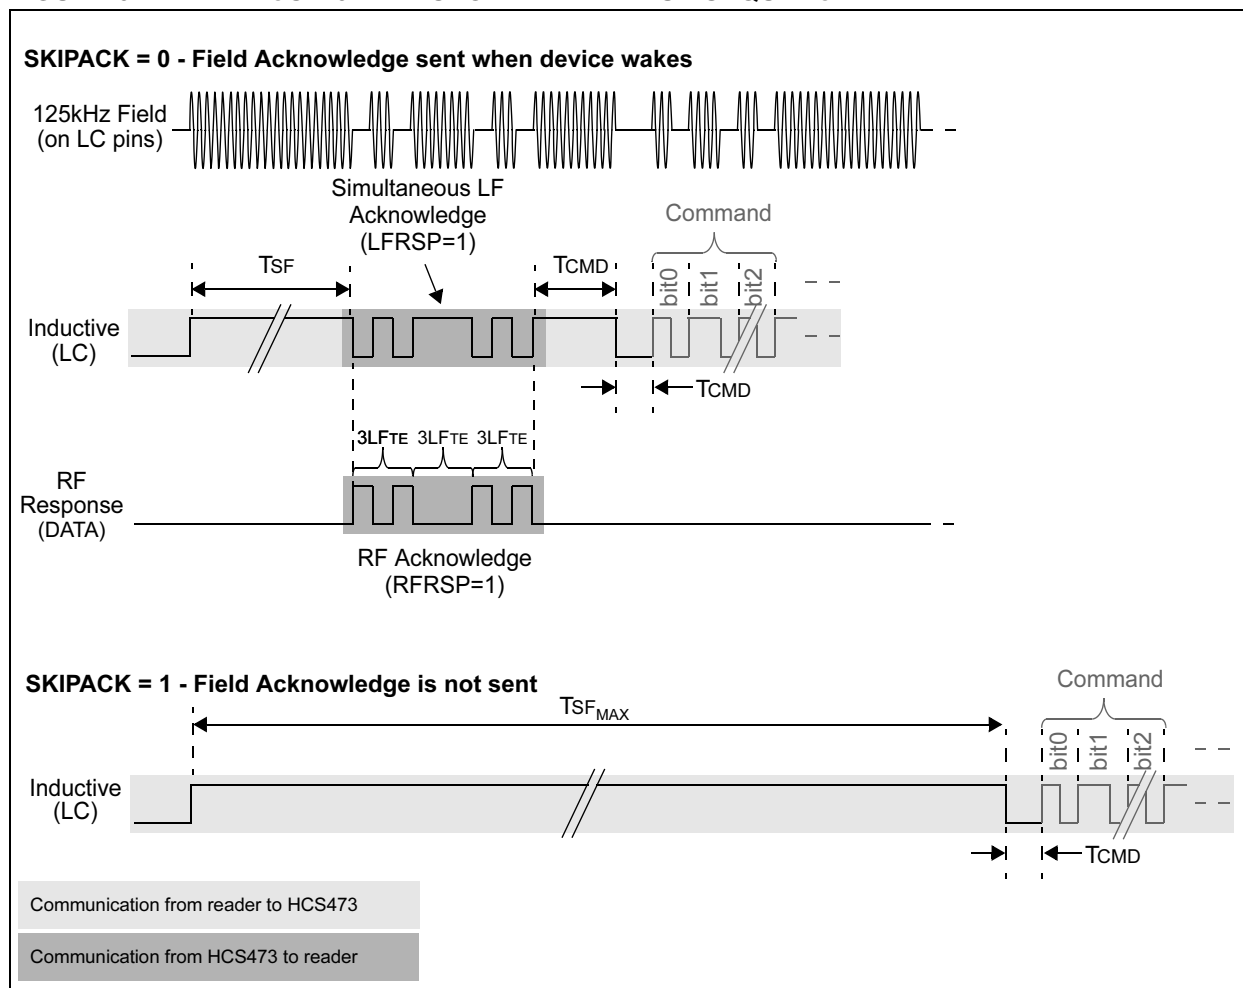 SKIPACK = 0 - Field Acknowledge sent when device wakes
125kHz Field
(on LC pins)
Simultaneous LF
Acknowledge
(LFRSP=1)
Command
TSF
TCMD
bit0
bit1
bit2
Inductive
(LC)
TCMD
3LFTE 3LFTE 3LFTE
RF
Response
(DATA)
RF Acknowledge
(RFRSP=1)
SKIPACK = 1 - Field Acknowledge is not sent
Command
TSFMAX
bit0
bit1
bit2
Inductive
(LC)
TCMD
Communication from reader to HCS473
Communication from HCS473 to reader